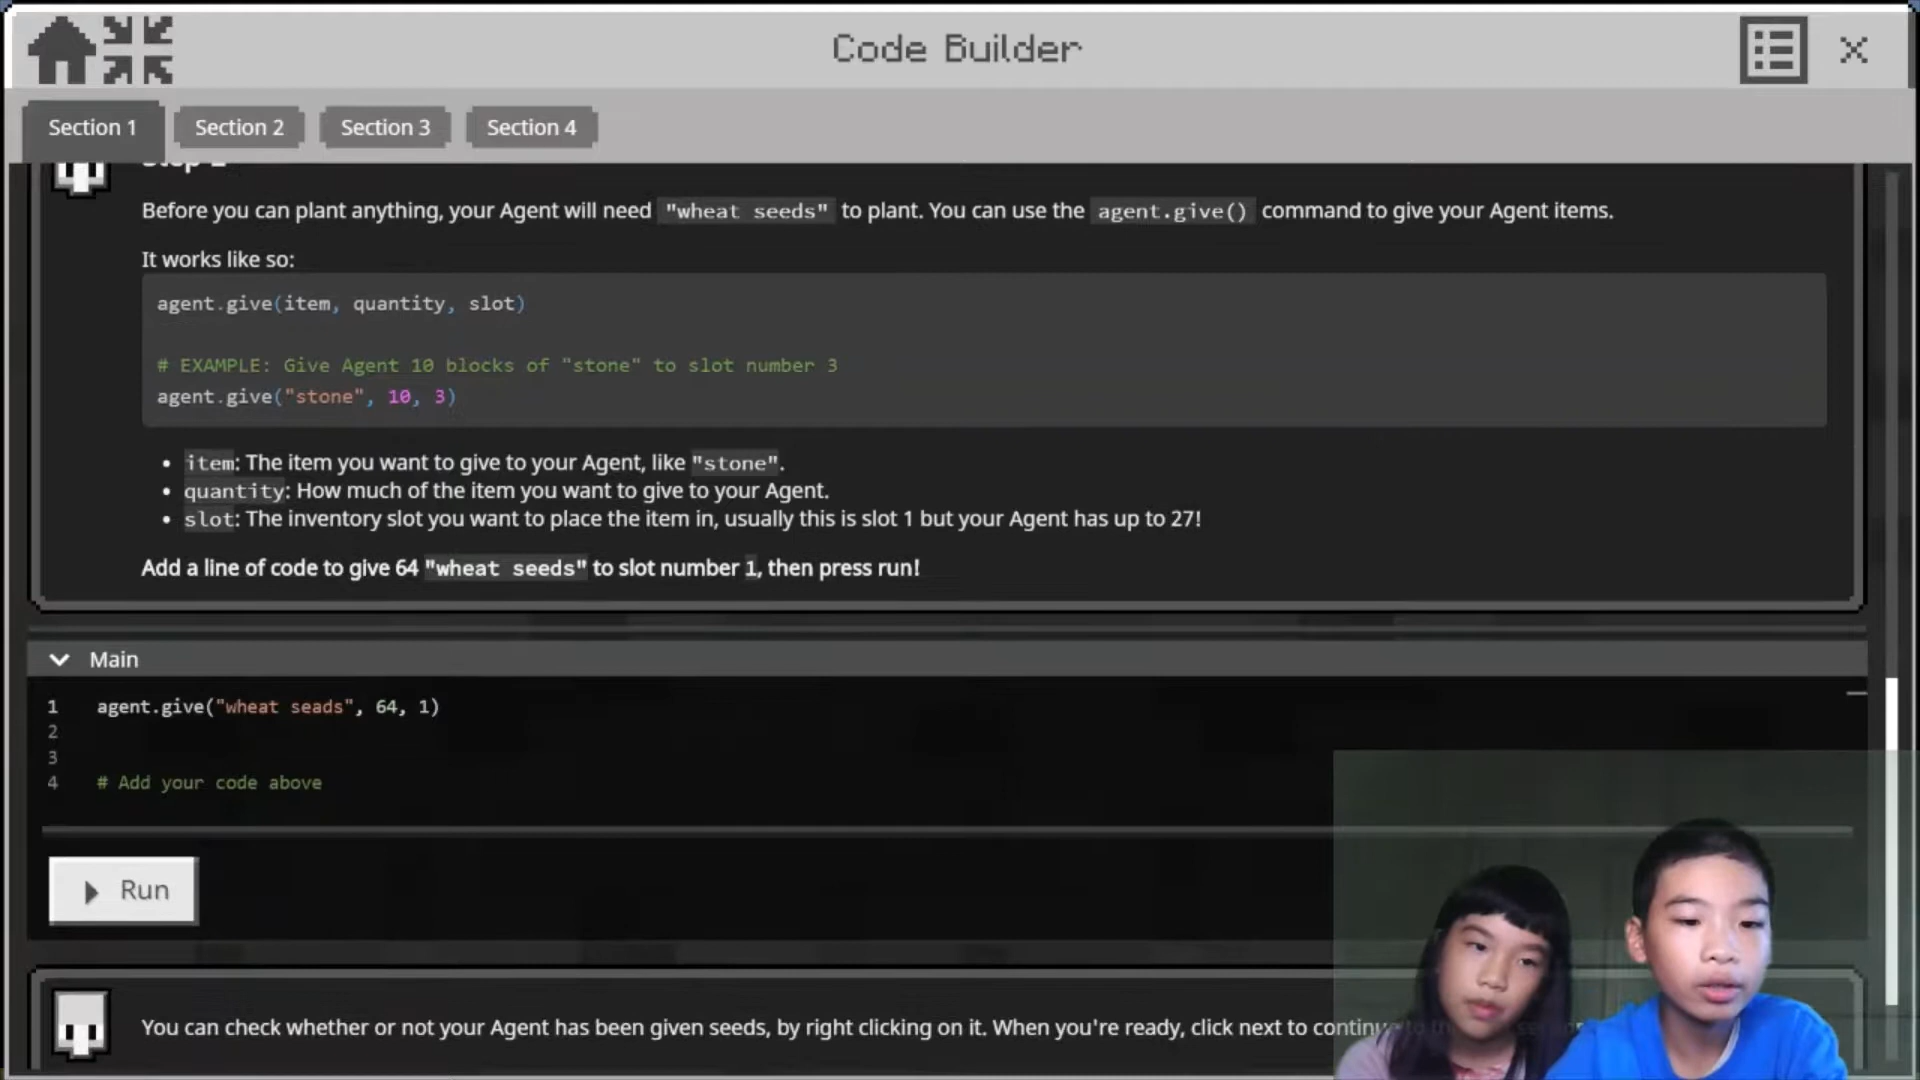 Code Builder
Section 1
Section 2
Section 3
Section 4
Before you can plant anything, your Agent will need "wheat seeds" to plant. You can use the agent.give() command to give your Agent items.
It works like so:
agent.give(item, quantity, slot)
# EXAMPLE: Give Agent 10 blocks of "stone" to slot number 3
agent.give("stone", 10, 3)
• item: The item you want to give to your Agent, like "stone".
• quantity: How much of the item you want to give to your Agent.
• slot: The inventory slot you want to place the item in, usually this is slot 1 but your Agent has up to 27!
Add a line of code to give 64 "wheat seeds" to slot number 1, then press run!
Main
1 agent.give("wheat seads", 64, 1)
2
3
4 # Add your code above
Run
You can check whether or not your Agent has been given seeds, by right clicking on it. When you're ready, click next to continue